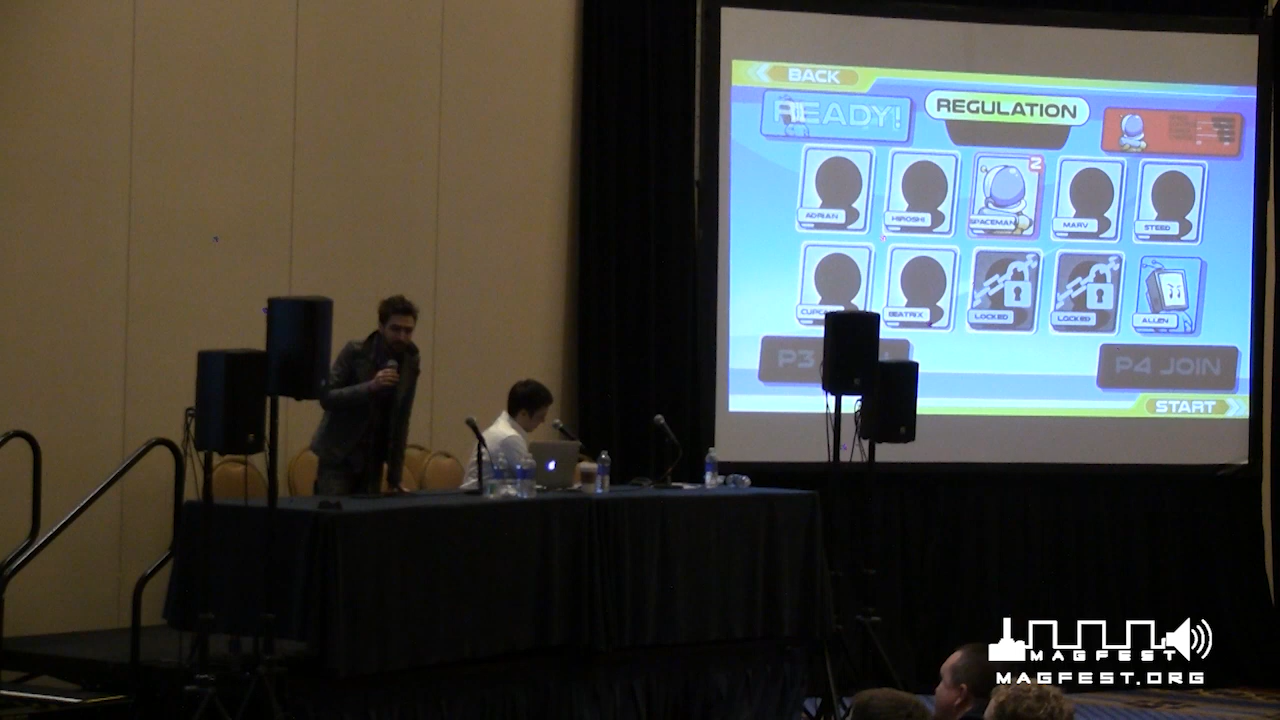 BACK
READY!
REGULATION
2
ADRIAN
HIROSHI
SPACEMAN
MARV
STEED
BEATRIX
LOCKED
LOCKED
ALLEN
P3
P4 JOIN
START
MAGFEST
MAGFEST.ORG